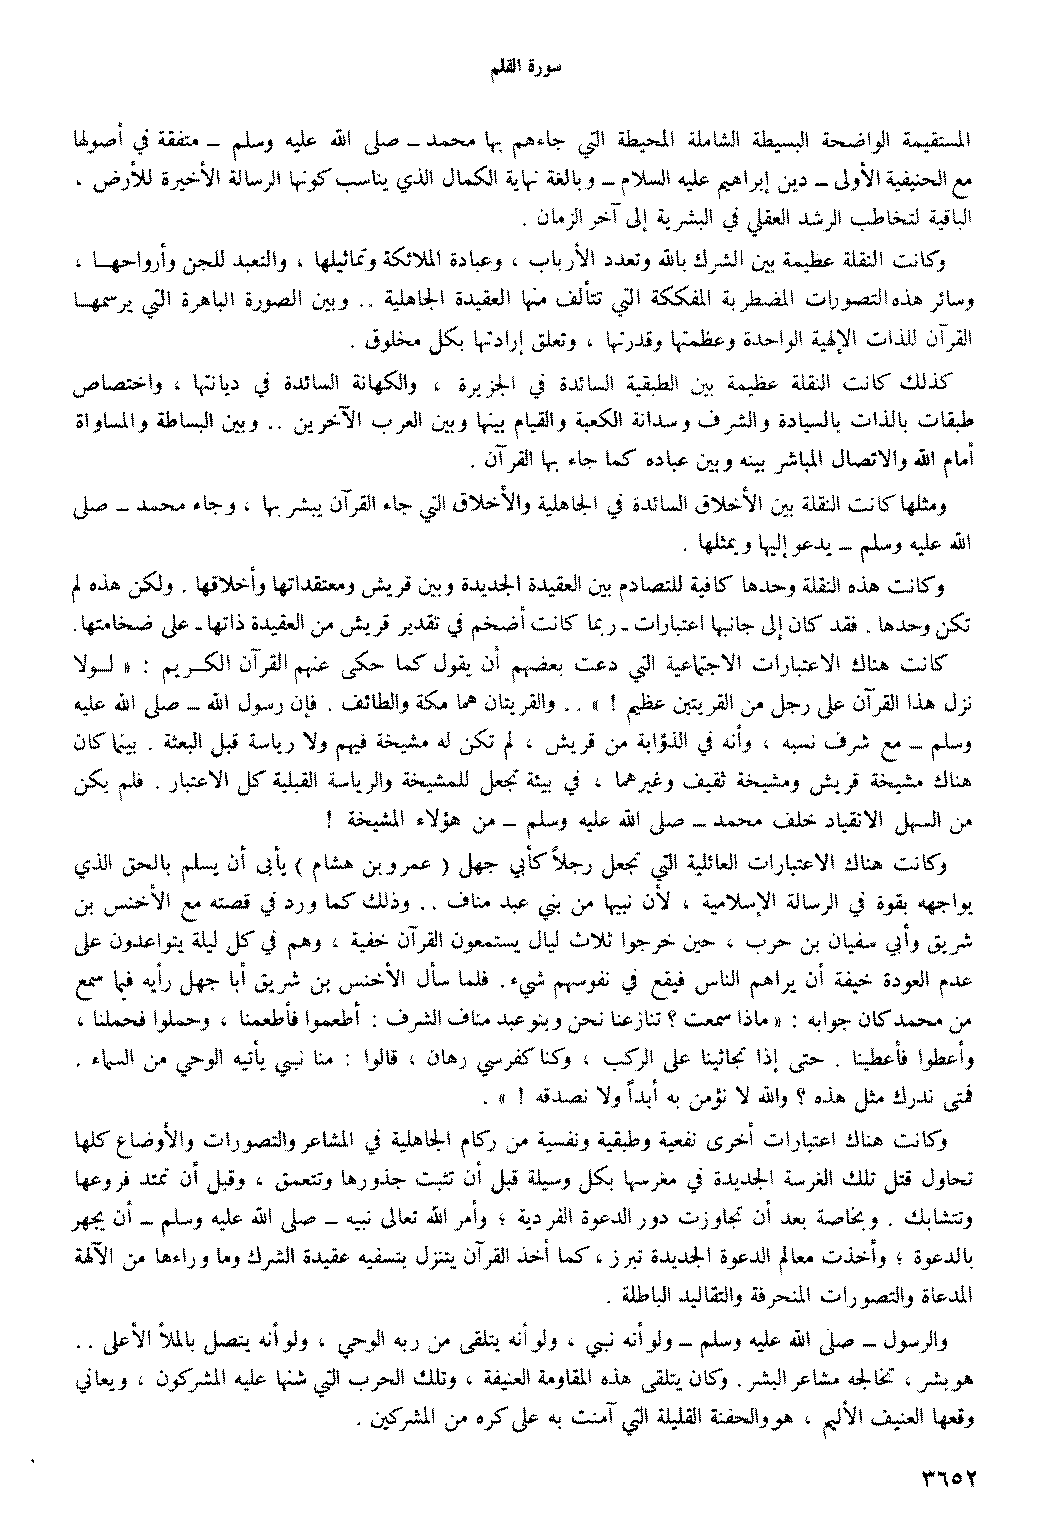 سورة القلم
المستقيمة الواضحة البسيطة الشاملة المحيطة التي جاءهم بها محمد ــ صلى الله عليه وسلم ــ متفقة في أصولها
مع الحنيفية الأولى ــ دين إبراهيم عليه السلام ــ وبالغة نهاية الكمال الذي يناسب كونها الرسالة الأخيرة للأرض ،
الباقية لتخاطب الرشد العقلي في البشرية إلى آخر الزمان .
وكانت النقلة عظيمة بين الشرك بالله وتعدد الأرباب ، وعبادة الملائكة وتماثيلها ، والتعبد للجن وأرواحهـا ،
وسائر هذه التصورات المضطربة المفككة التي تتألف منها العقيدة الجاهلية .. وبين الصورة الباهرة التي يرسمهـا
القرآن للذات الإلهية الواحدة وعظمتها وقدرتها ، وتعلق إرادتها بكل مخلوق .
كذلك كانت النقلة عظيمة بين الطبقية السائدة في الجزيرة ، والكهانة السائدة في ديانتها ، واختصاص
طبقات بالذات بالسيادة والشرف وسدانة الكعبة والقيام بينها وبين العرب الآخرين .. وبين البساطة والمساواة
أمام الله والاتصال المباشر بينه وبين عباده كما جاء بها القرآن .
ومثلها كانت النقلة بين الأخلاق السائدة في الجاهلية والأخلاق التي جاء القرآن يبشر بها ، وجاء محمد ــ صلى
الله عليه وسلم ــ يدعو إليها ويمثلها .
وكانت هذه النقلة وحدها كافية للتصادم بين العقيدة الجديدة وبين قريش ومعتقداتها وأخلاقها . ولكن هذه لم
تكن وحدها . فقد كان إلى جانبها اعتبارات ـ ربما كانت أضخم في تقدير قريش من العقيدة ذاتها ـ على ضخامتها.
كانت هناك الاعتبارات الاجتماعية التي دعت بعضهم أن يقول كما حكى عنهم القرآن الكـريم : « لـولا
نزل هذا القرآن على رجل من القريتين عظيم ! » .. والقريتان هما مكة والطائف . فإن رسول الله ــ صلى الله عليه
وسلم ــ مع شرف نسبه ، وأنه في الذؤابة من قريش ، لم تكن له مشيخة فيهم ولا رياسة قبل البعثة . بينما كان
هناك مشيخة قريش ومشيخة ثقيف وغيرهما ، في بيئة تجعل للمشيخة والرياسة القبلية كل الاعتبار . فلم يكن
من السهل الانقياد خلف محمد ــ صلى الله عليه وسلم ــ من هؤلاء المشيخة !
وكانت هناك الاعتبارات العائلية التي تجعل رجلاً كأبي جهل ( عمرو بن هشام ) يأبى أن يسلم بالحق الذي
يواجهه بقوة في الرسالة الإسلامية ، لأن نبيها من بني عبد مناف .. وذلك كما ورد في قصته مع الأخنس بن
شريق وأبي سفيان بن حرب ، حين خرجوا ثلاث ليال يستمعون القرآن خفية ، وهم في كل ليلة يتواعدون على
عدم العودة خيفة أن يراهم الناس فيقع في نفوسهم شيء. فلما سأل الأخنس بن شريق أبا جهل رأيه فيما سمع
من محمد كان جوابه : « ماذا سمعت ؟ تنازعنا نحن وبنو عبد مناف الشرف : أطعموا فأطعمنا ، وحملوا فحملنا ،
وأعطوا فأعطينا . حتى إذا تجاثينا على الركب ، وكنا كفرسي رهان ، قالوا : منا نبي يأتيه الوحي من السماء .
فمتى ندرك مثل هذه ؟ والله لا نؤمن به أبداً ولا نصدقه ! » .
وكانت هناك اعتبارات أخرى نفعية وطبقية ونفسية من ركام الجاهلية في المشاعر والتصورات والأوضاع كلها
تحاول قتل تلك الغرسة الجديدة في مغرسها بكل وسيلة قبل أن تثبت جذورها وتتعمق ، وقبل أن تمتد فروعها
وتتشابك . وبخاصة بعد أن تجاوزت دور الدعوة الفردية ؛ وأمر الله تعالى نبيه ــ صلى الله عليه وسلم ــ أن يجهر
بالدعوة ؛ وأخذت معالم الدعوة الجديدة تبرز ، كما أخذ القرآن يتنزل بتسفيه عقيدة الشرك وما وراءها من الآلهة
المدعاة والتصورات المنحرفة والتقاليد الباطلة .
والرسول ــ صلى الله عليه وسلم ــ ولو أنه نبي ، ولو أنه يتلقى من ربه الوحي ، ولو أنه يتصل بالملأ الأعلى ..
هو بشر ، تخالجه مشاعر البشر. وكان يتلقى هذه المقاومة العنيفة ، وتلك الحرب التي شنها عليه المشركون ، ويعاني
وقعها العنيف الأليم ، هو والحفنة القليلة التي آمنت به على كره من المشركين .
٣٦٥٢